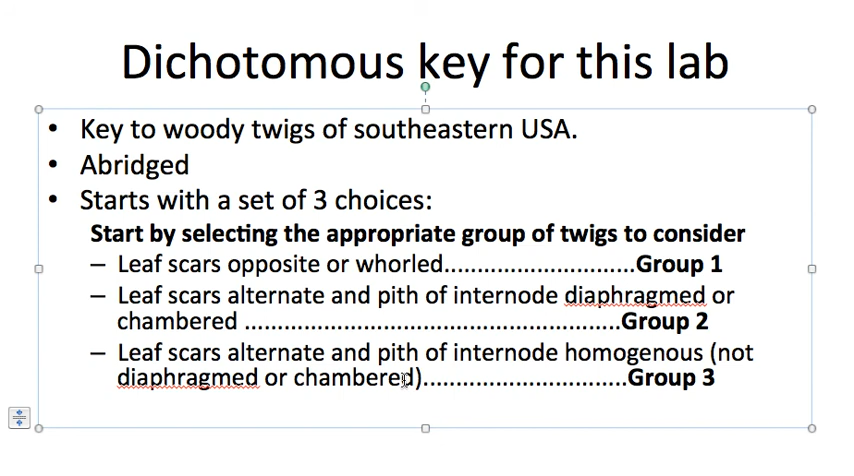 Dichotomous key for this lab
• Key to woody twigs of southeastern USA.
• Abridged
• Starts with a set of 3 choices:
Start by selecting the appropriate group of twigs to consider
– Leaf scars opposite or whorled.............................Group 1
– Leaf scars alternate and pith of internode diaphragmed or
chambered .........................................................Group 2
– Leaf scars alternate and pith of internode homogenous (not
diaphragmed or chambered)...............................Group 3